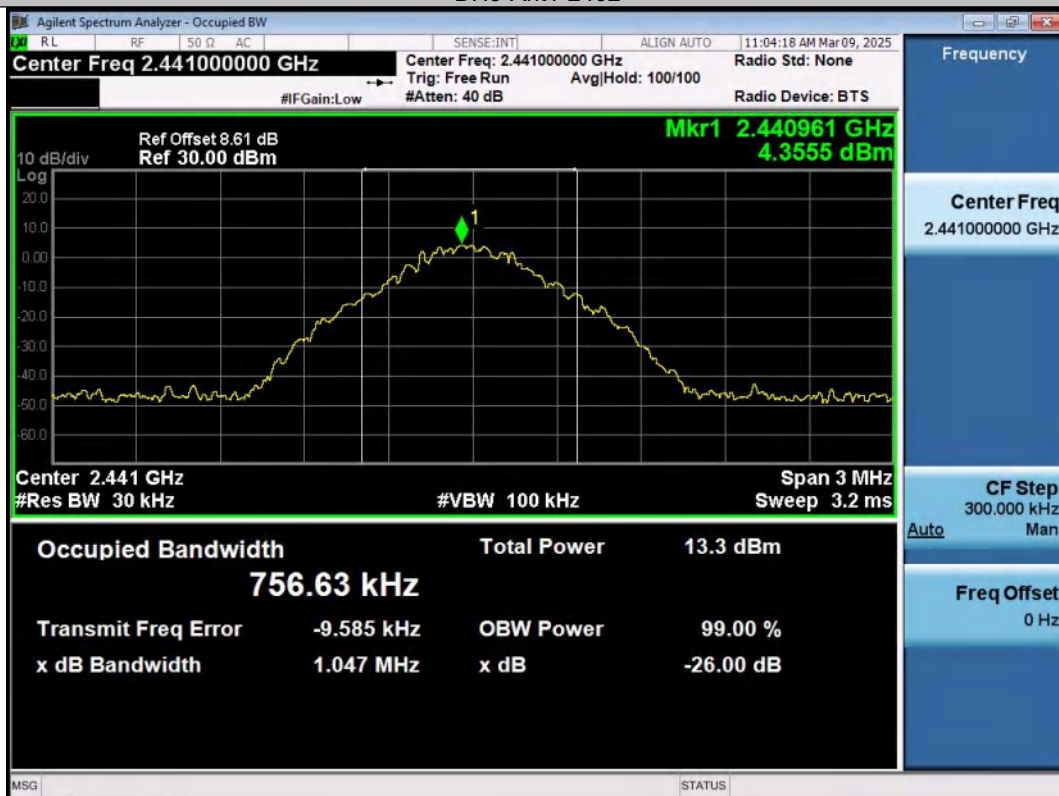 Agilent Spectrum Analyzer - Occupied BW
LXI RL RF 50 Ω AC SENSE:INT ALIGN AUTO 11:04:18 AM Mar 09, 2025
Center Freq 2.441000000 GHz
Center Freq: 2.441000000 GHz
Radio Std: None
Trig: Free Run Avg|Hold: 100/100
#IFGain:Low
#Atten: 40 dB
Radio Device: BTS
Mkr1 2.440961 GHz
4.3555 dBm
Ref Offset 8.61 dB
10 dB/div Ref 30.00 dBm
Log
20.0
10.0
0.00
-10.0
-20.0
-30.0
-40.0
-50.0
-60.0
1
Center 2.441 GHz Span 3 MHz
#Res BW 30 kHz #VBW 100 kHz Sweep 3.2 ms
Occupied Bandwidth Total Power 13.3 dBm
756.63 kHz
Transmit Freq Error -9.585 kHz OBW Power 99.00 %
x dB Bandwidth 1.047 MHz x dB -26.00 dB
MSG STATUS
Frequency
Center Freq
2.441000000 GHz
CF Step
300.000 kHz
Auto Man
Freq Offset
0 Hz